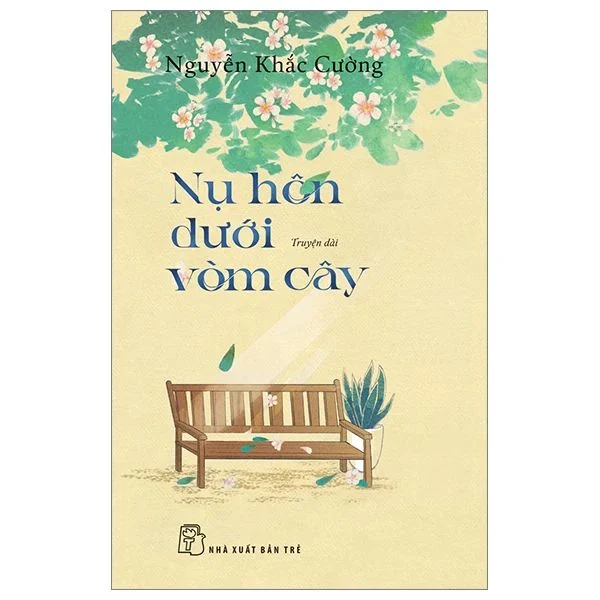 Nguyễn Khắc Cường
Nụ hôn
dưới
Truyện dài
vòm cây
NHÀ XUẤT BẢN TRẺ